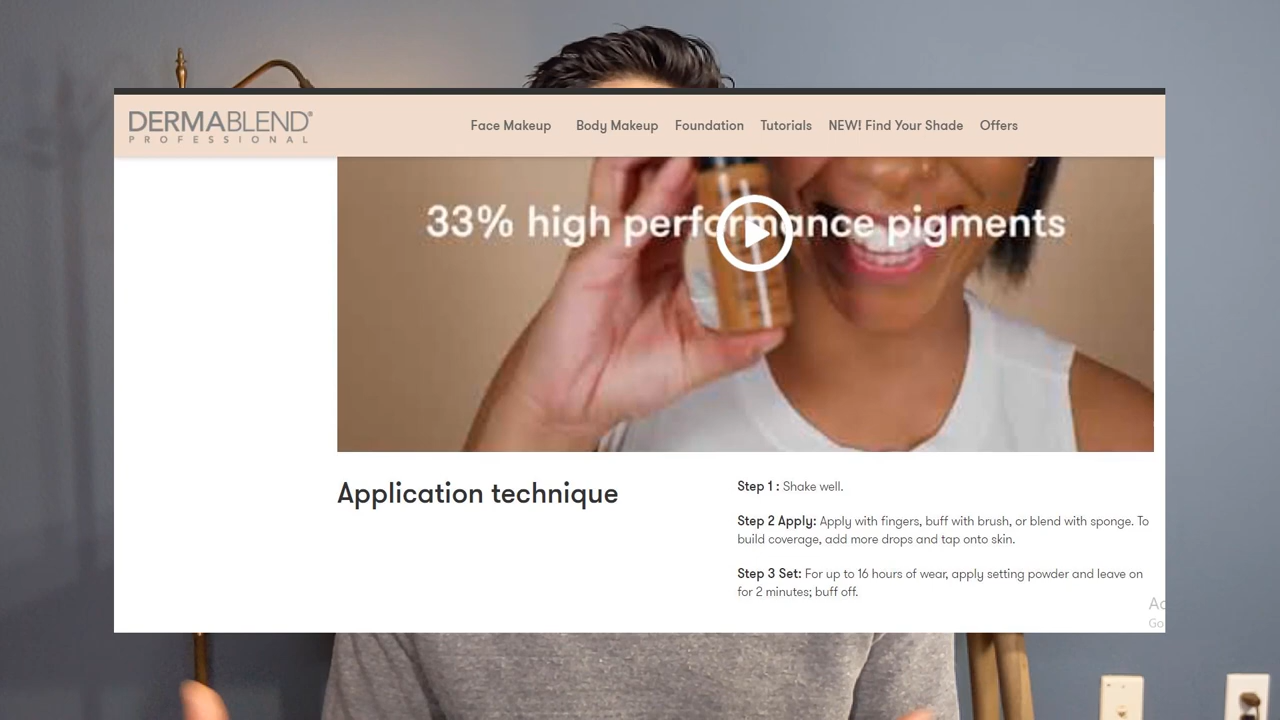 DERMABLEND®
PROFESSIONAL
Face Makeup Body Makeup Foundation Tutorials NEW! Find Your Shade Offers
33% high performance pigments
Application technique
Step 1 : Shake well.
Step 2 Apply: Apply with fingers, buff with brush, or blend with sponge. To
build coverage, add more drops and tap onto skin.
Step 3 Set: For up to 16 hours of wear, apply setting powder and leave on
for 2 minutes; buff off.
Ac
Go